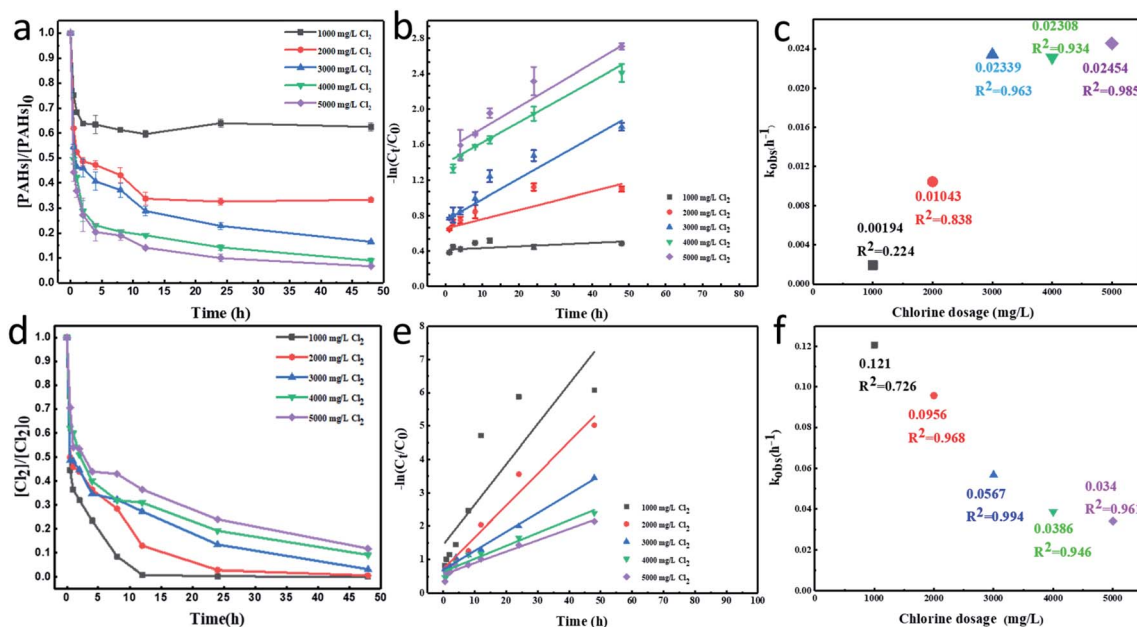 a
[PAHs]/[PAHs]0
1.0
0.9
0.8
0.7
0.6
0.5
0.4
0.3
0.2
0.1
0.0
0 5 10 15 20 25 30 35 40 45 50
Time (h)
1000 mg/L Cl2
2000 mg/L Cl2
3000 mg/L Cl2
4000 mg/L Cl2
5000 mg/L Cl2
b
-ln(Ct/C0)
2.8
2.4
2.0
1.6
1.2
0.8
0.4
0.0
0 10 20 30 40 50 60 70 80
Time (h)
1000 mg/L Cl2
2000 mg/L Cl2
3000 mg/L Cl2
4000 mg/L Cl2
5000 mg/L Cl2
c
kobs(h-1)
0.024
0.020
0.016
0.012
0.008
0.004
0.000
0.00194
R2=0.224
0.01043
R2=0.838
0.02339
R2=0.963
0.02308
R2=0.934
0.02454
R2=0.985
1000 2000 3000 4000 5000
Chlorine dosage (mg/L)
d
[Cl2]/[Cl2]0
1.0
0.9
0.8
0.7
0.6
0.5
0.4
0.3
0.2
0.1
0.0
0 5 10 15 20 25 30 35 40 45 50
Time(h)
1000 mg/L Cl2
2000 mg/L Cl2
3000 mg/L Cl2
4000 mg/L Cl2
5000 mg/L Cl2
e
-ln(Ct/C0)
8
7
6
5
4
3
2
1
0
0 10 20 30 40 50 60 70 80 90 100
Time (h)
1000 mg/L Cl2
2000 mg/L Cl2
3000 mg/L Cl2
4000 mg/L Cl2
5000 mg/L Cl2
f
kobs(h-1)
0.12
0.10
0.08
0.06
0.04
0.02
0.00
0.121
R2=0.726
0.0956
R2=0.968
0.0567
R2=0.994
0.0386
R2=0.946
0.034
1000 2000 3000 4000 5000
Chlorine dosage (mg/L)